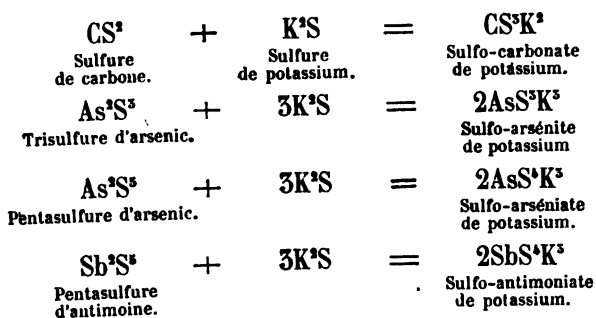 CS² + K²S = CS³K²
Sulfure de carbone. Sulfure de potassium. Sulfo-carbonate de potassium.
As²S³ + 3K²S = 2AsS³K³
Trisulfure d'arsenic. Sulfo-arsénite de potassium
As²S⁵ + 3K²S = 2AsS⁴K³
Pentasulfure d'arsenic. Sulfo-arséniate de potassium.
Sb²S⁵ + 3K²S = 2SbS⁴K³
Pentasulfure d'antimoine. Sulfo-antimoniate de potassium.